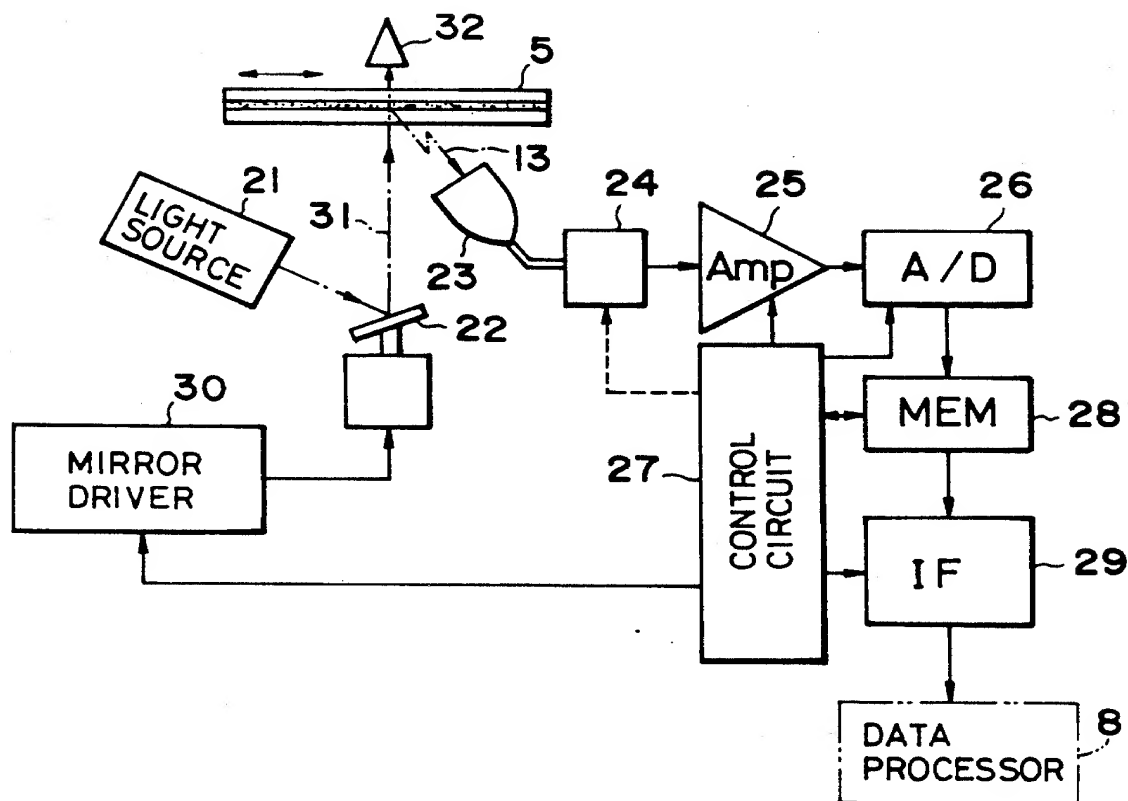 32
5
13
21
LIGHT
SOURCE
31
23
24
25
26
Amp
A/D
22
30
MIRROR
DRIVER
27
CONTROL
CIRCUIT
MEM
28
IF
29
DATA
PROCESSOR
8